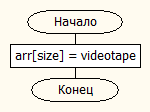 Начало
arr[size] = videotape
Конец